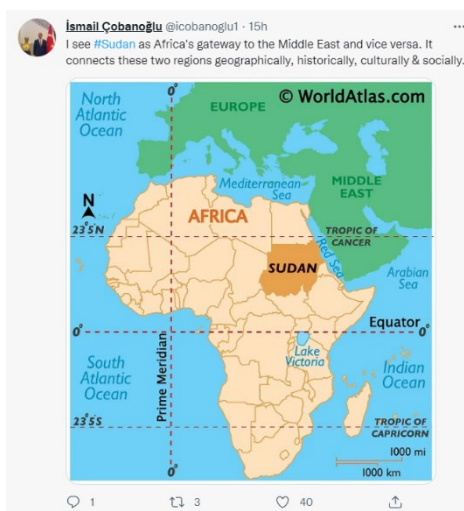 İsmail Çobanoğlu @icobanoglu1 · 15h
I see #Sudan as Africa's gateway to the Middle East and vice versa. It
connects these two regions geographically, historically, culturally & socially.
North
Atlantic
Ocean
0°
EUROPE
© WorldAtlas.com
Mediterranean
Sea
MIDDLE
EAST
N
AFRICA
23°5'N
TROPIC OF
CANCER
Red Sea
SUDAN
Arabian
Sea
Equator 0°
0°
Prime Meridian
Lake
Victoria
South
Atlantic
Ocean
Indian
Ocean
23°5'S
TROPIC OF
CAPRICORN
1000 mi
1000 km
0°
1 3 40